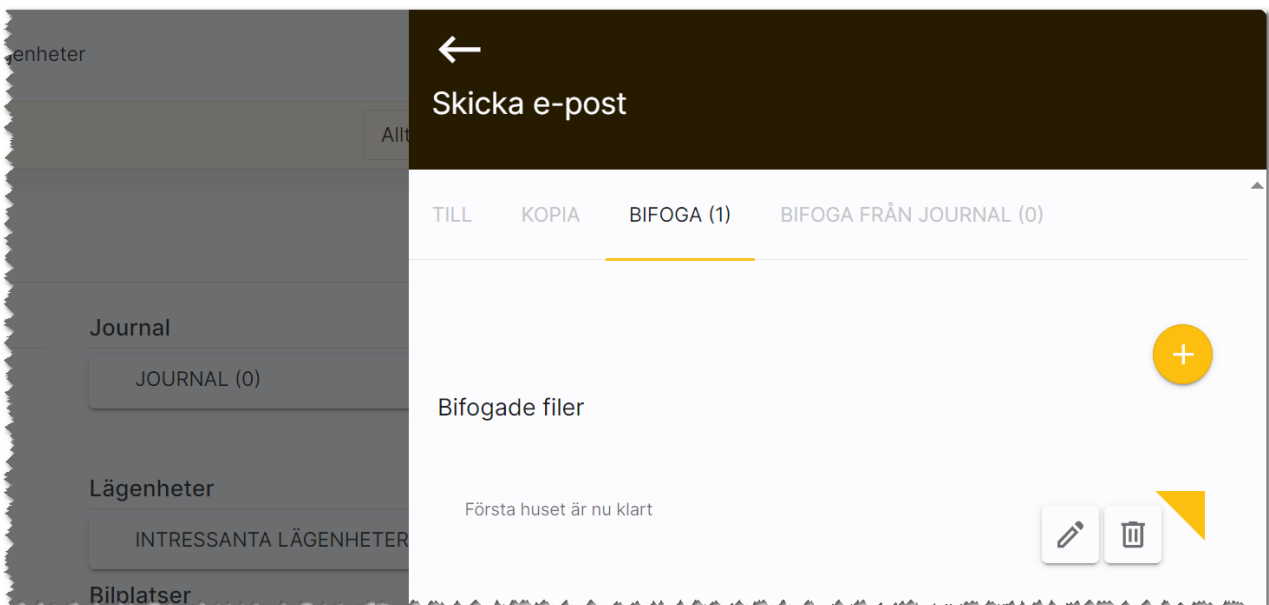 genheter
Allt
Journal
JOURNAL (0)
Lägenheter
INTRESSANTA LÄGENHETER
Bilplatser
Skicka e-post
TILL KOPIA BIFOGA (1) BIFOGA FRÅN JOURNAL (0)
Bifogade filer
Första huset är nu klart